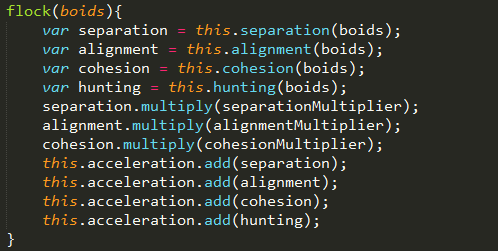 flock(boids){
var separation = this.separation(boids);
var alignment = this.alignment(boids);
var cohesion = this.cohesion(boids);
var hunting = this.hunting(boids);
separation.multiply(separationMultiplier);
alignment.multiply(alignmentMultiplier);
cohesion.multiply(cohesionMultiplier);
this.acceleration.add(separation);
this.acceleration.add(alignment);
this.acceleration.add(cohesion);
this.acceleration.add(hunting);
}